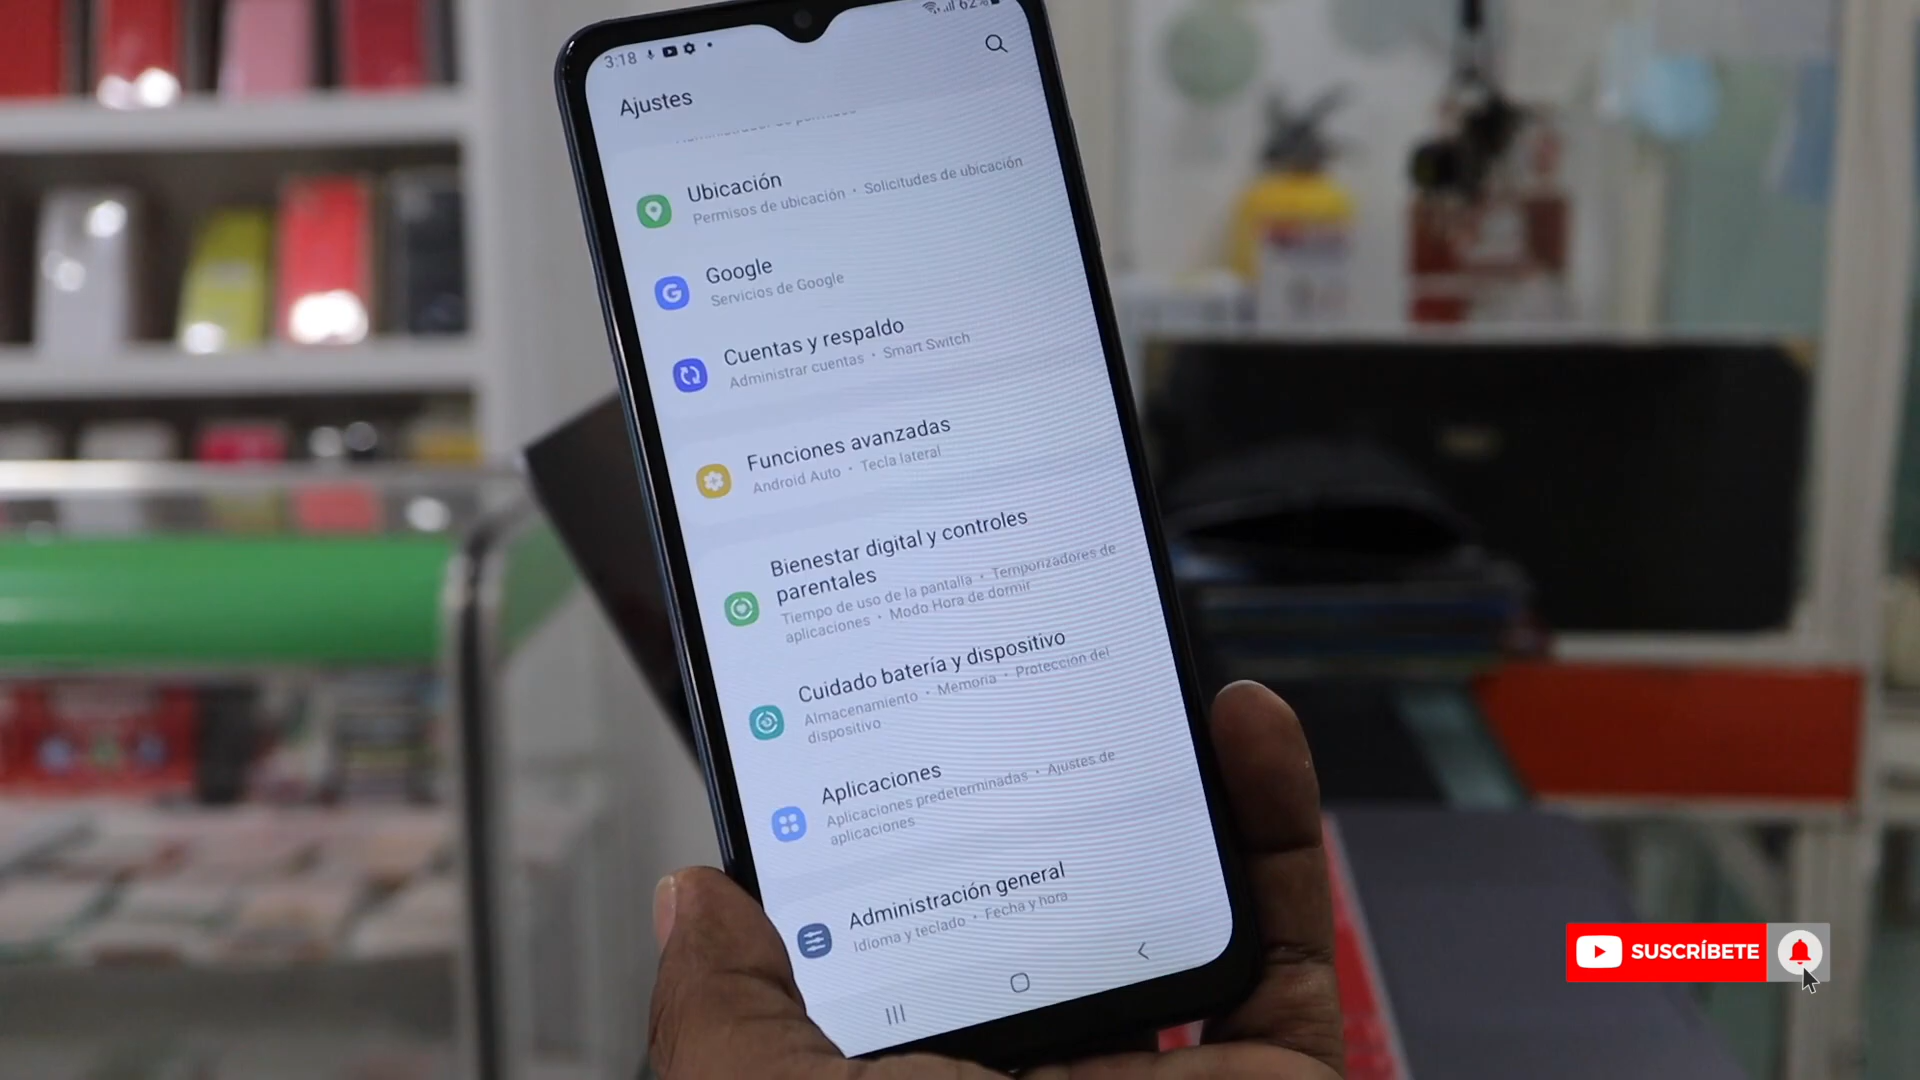 3:18
62%
Ajustes
Ubicación
Permisos de ubicación • Solicitudes de ubicación
Google
Servicios de Google
Cuentas y respaldo
Administrar cuentas • Smart Switch
Funciones avanzadas
Android Auto • Tecla lateral
Bienestar digital y controles
parentales
Tiempo de uso de la pantalla • Temporizadores de
aplicaciones • Modo Hora de dormir
Cuidado batería y dispositivo
Almacenamiento • Memoria • Protección del
dispositivo
Aplicaciones
Aplicaciones predeterminadas • Ajustes de
aplicaciones
Administración general
Idioma y teclado • Fecha y hora
SUSCRÍBETE